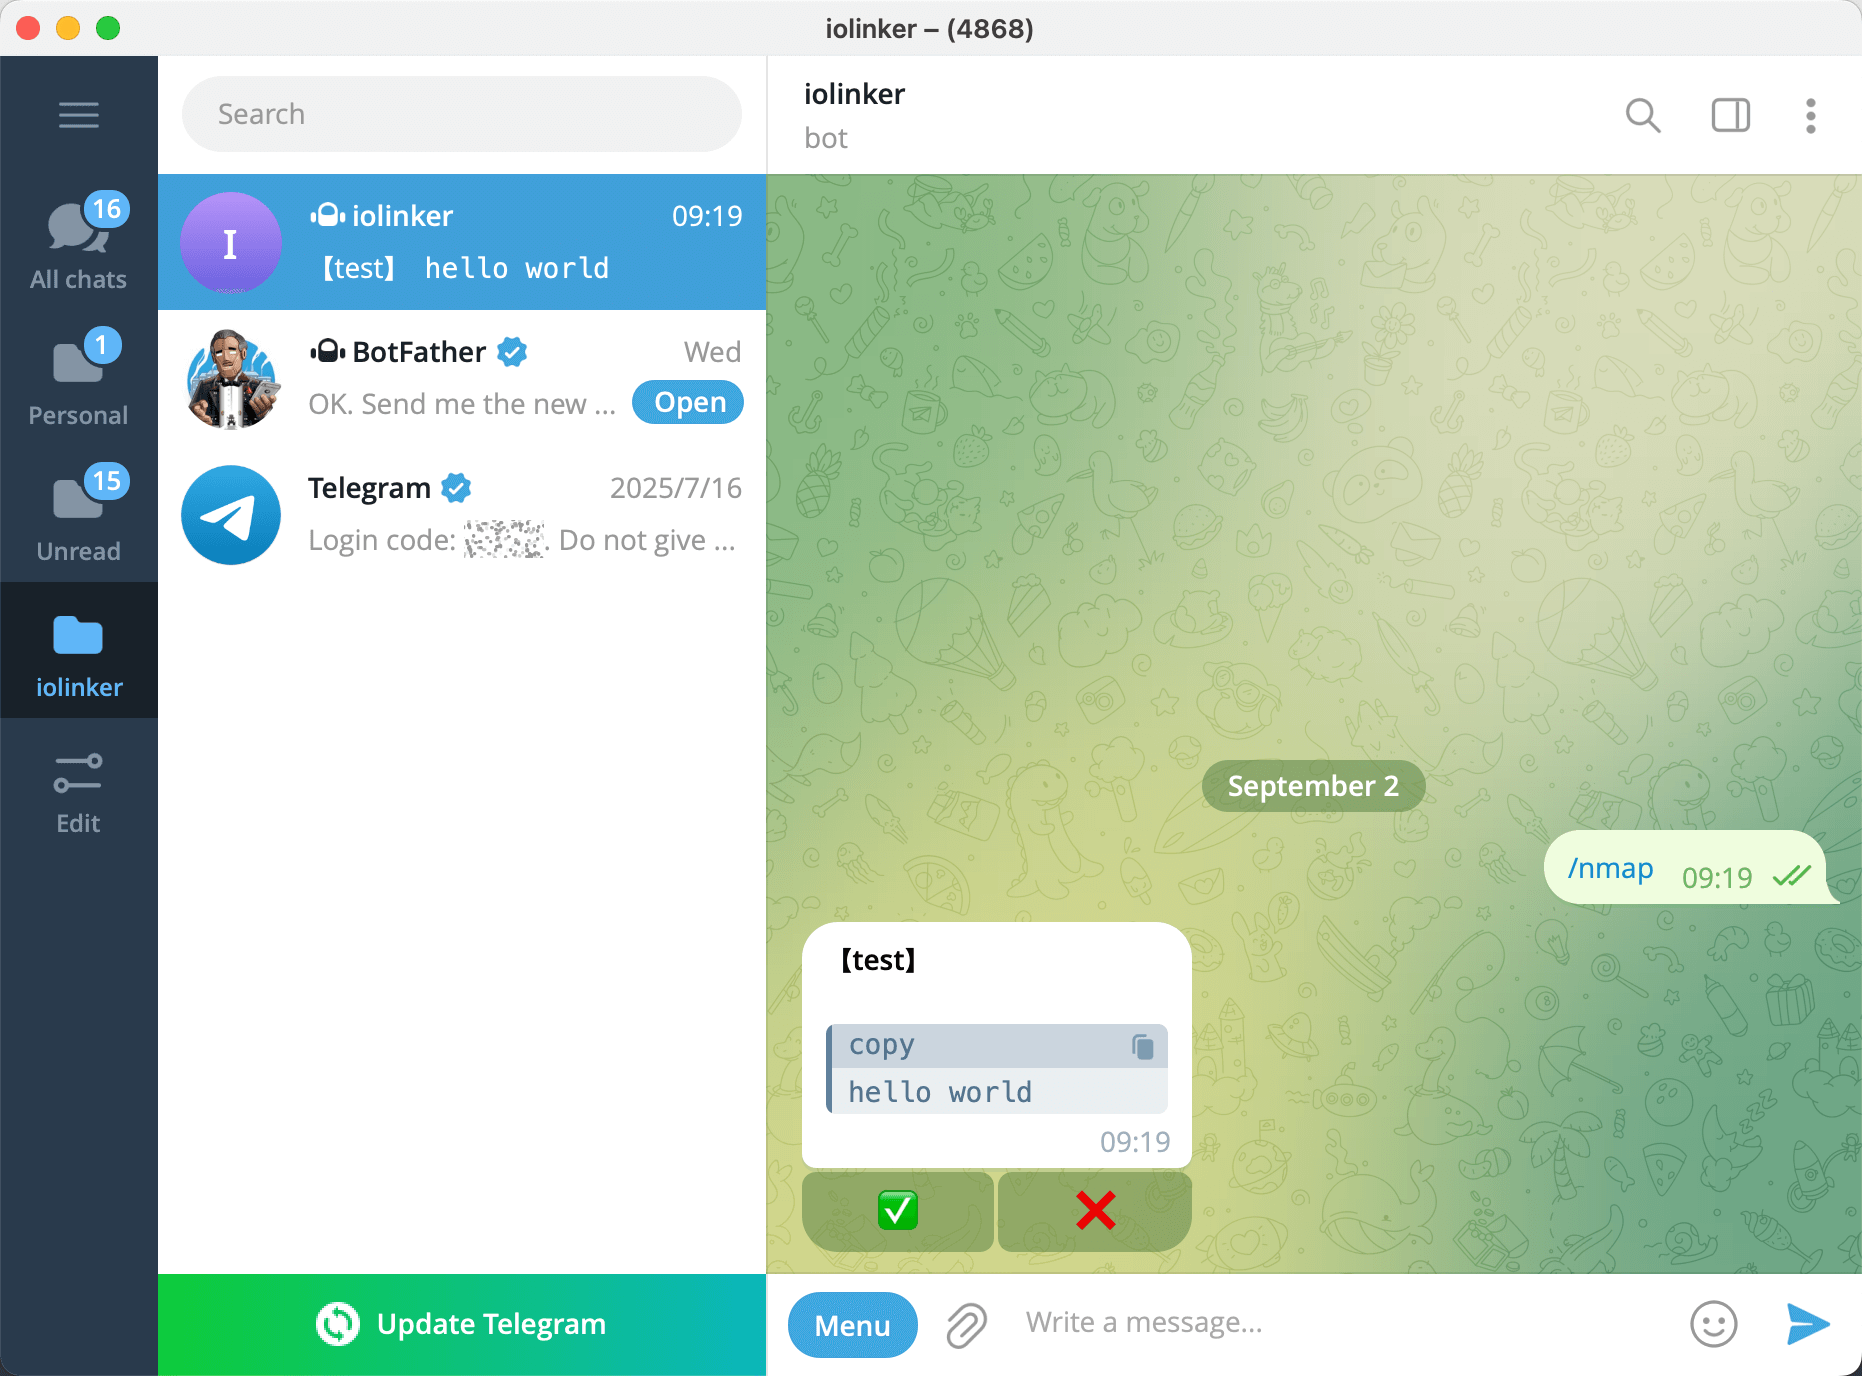 iolinker – (4868)
Search
iolinker
bot
16
All chats
1
Personal
15
Unread
iolinker
Edit
I
iolinker
09:19
【test】 hello world
BotFather
Wed
OK. Send me the new ...
Open
Telegram
2025/7/16
Login code: . Do not give ...
Update Telegram
September 2
/nmap 09:19
【test】
copy
hello world
09:19
Menu
Write a message...